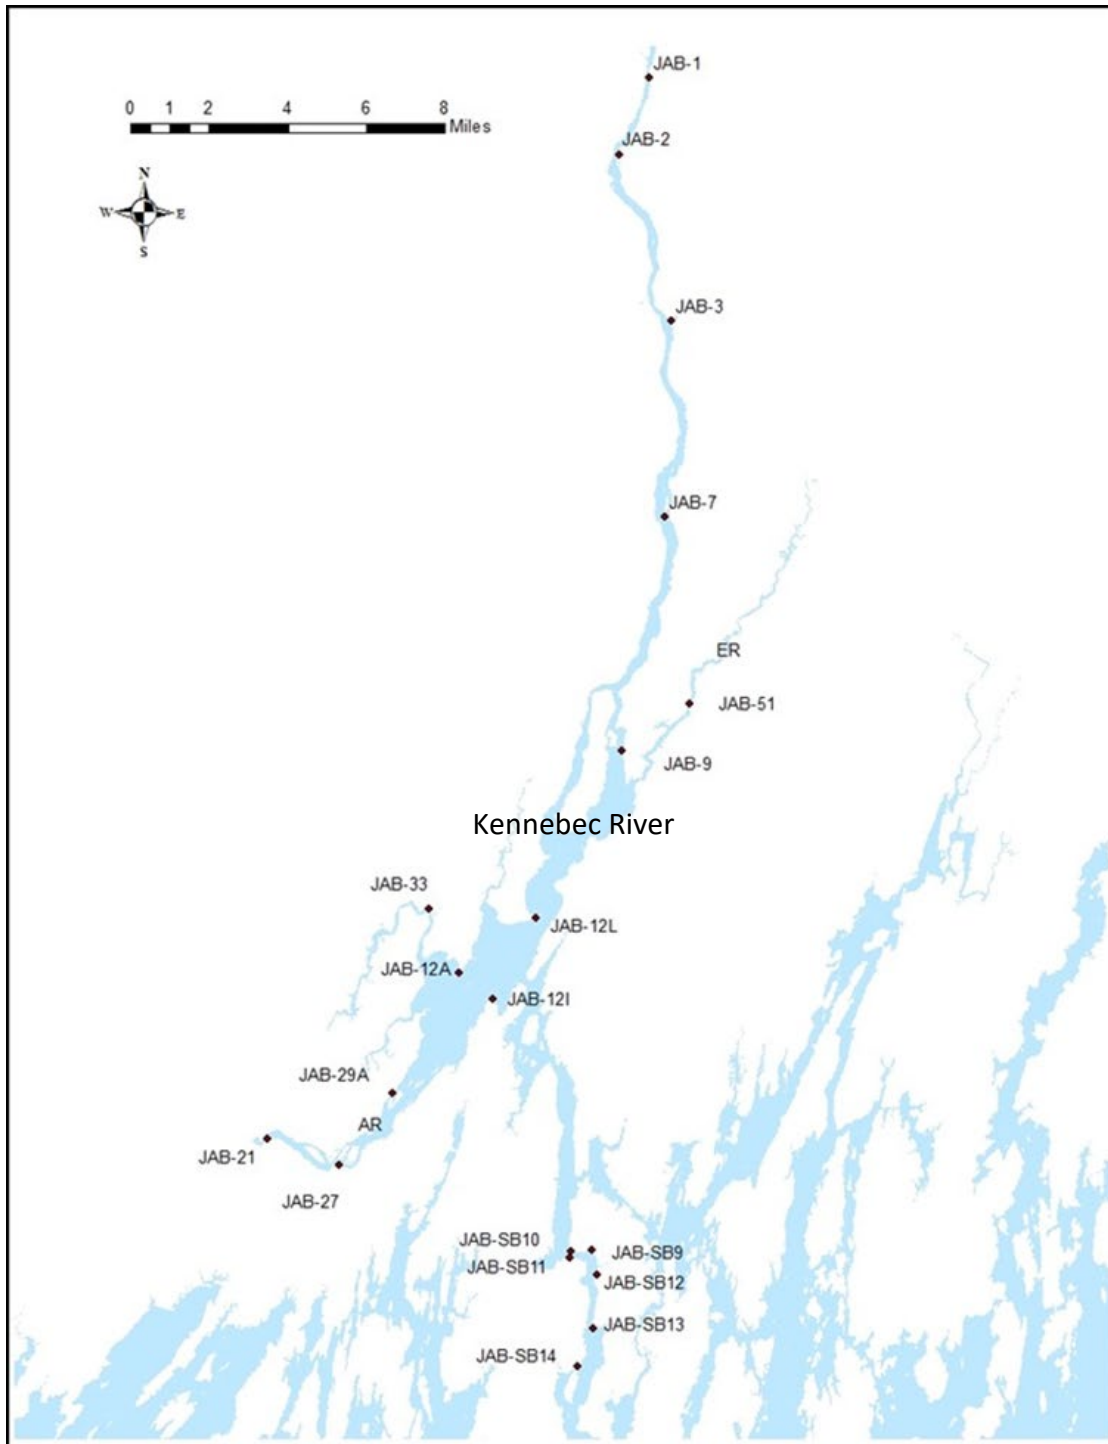 JAB-1
0 1 2 4 6 8
Miles
JAB-2
N
W E
S
JAB-3
JAB-7
ER
JAB-51
JAB-9
Kennebec River
JAB-33
JAB-12L
JAB-12A
JAB-12I
JAB-29A
AR
JAB-21
JAB-27
JAB-SB10
JAB-SB9
JAB-SB11
JAB-SB12
JAB-SB13
JAB-SB14